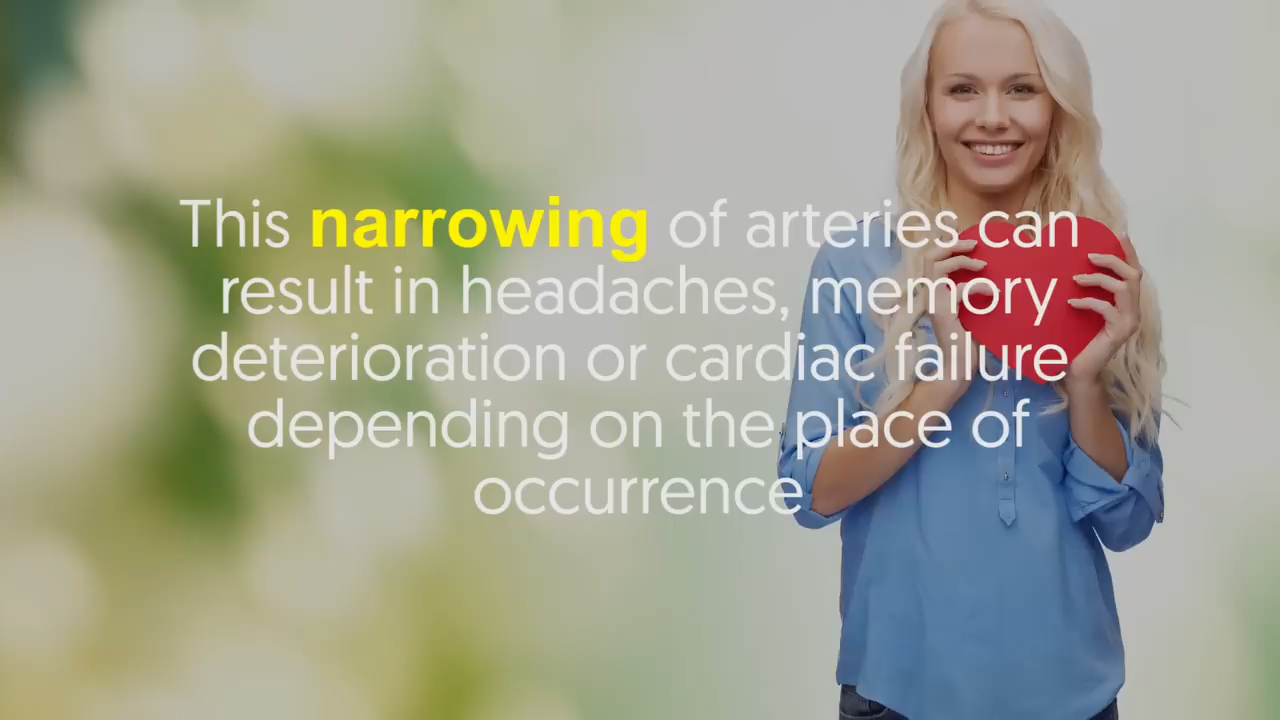 This narrowing of arteries can
result in headaches, memory
deterioration or cardiac failure
depending on the place of
occurrence